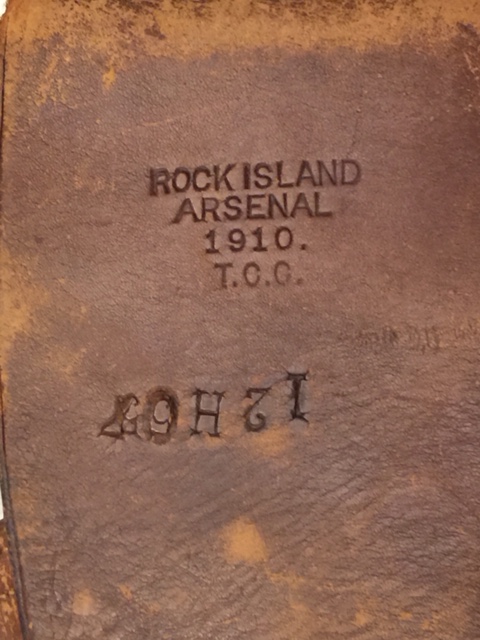 ROCK ISLAND
ARSENAL
1910.
T.C.C.